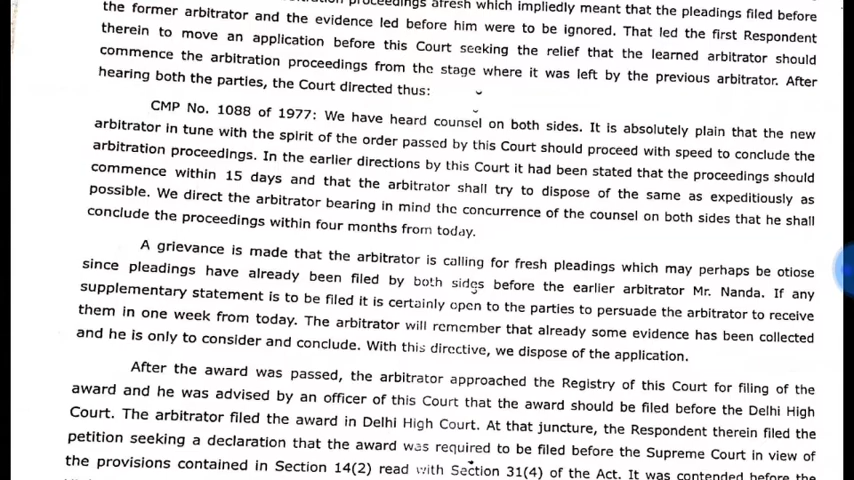 proceedings afresh which impliedly meant that the pleadings filed before
the former arbitrator and the evidence led before him were to be ignored. That led the first Respondent
therein to move an application before this Court seeking the relief that the learned arbitrator should
commence the arbitration proceedings from the stage where it was left by the previous arbitrator. After
hearing both the parties, the Court directed thus:
CMP No. 1088 of 1977: We have heard counsel on both sides. It is absolutely plain that the new
arbitrator in tune with the spirit of the order passed by this Court should proceed with speed to conclude the
arbitration proceedings. In the earlier directions by this Court it had been stated that the proceedings should
commence within 15 days and that the arbitrator shall try to dispose of the same as expeditiously as
possible. We direct the arbitrator bearing in mind the concurrence of the counsel on both sides that he shall
conclude the proceedings within four months from today.
A grievance is made that the arbitrator is calling for fresh pleadings which may perhaps be otiose
since pleadings have already been filed by both sides before the earlier arbitrator Mr. Nanda. If any
supplementary statement is to be filed it is certainly open to the parties to persuade the arbitrator to receive
them in one week from today. The arbitrator will remember that already some evidence has been collected
and he is only to consider and conclude. With this directive, we dispose of the application.
After the award was passed, the arbitrator approached the Registry of this Court for filing of the
award and he was advised by an officer of this Court that the award should be filed before the Delhi High
Court. The arbitrator filed the award in Delhi High Court. At that juncture, the Respondent therein filed the
petition seeking a declaration that the award was required to be filed before the Supreme Court in view of
the provisions contained in Section 14(2) read with Section 31(4) of the Act. It was contended before the